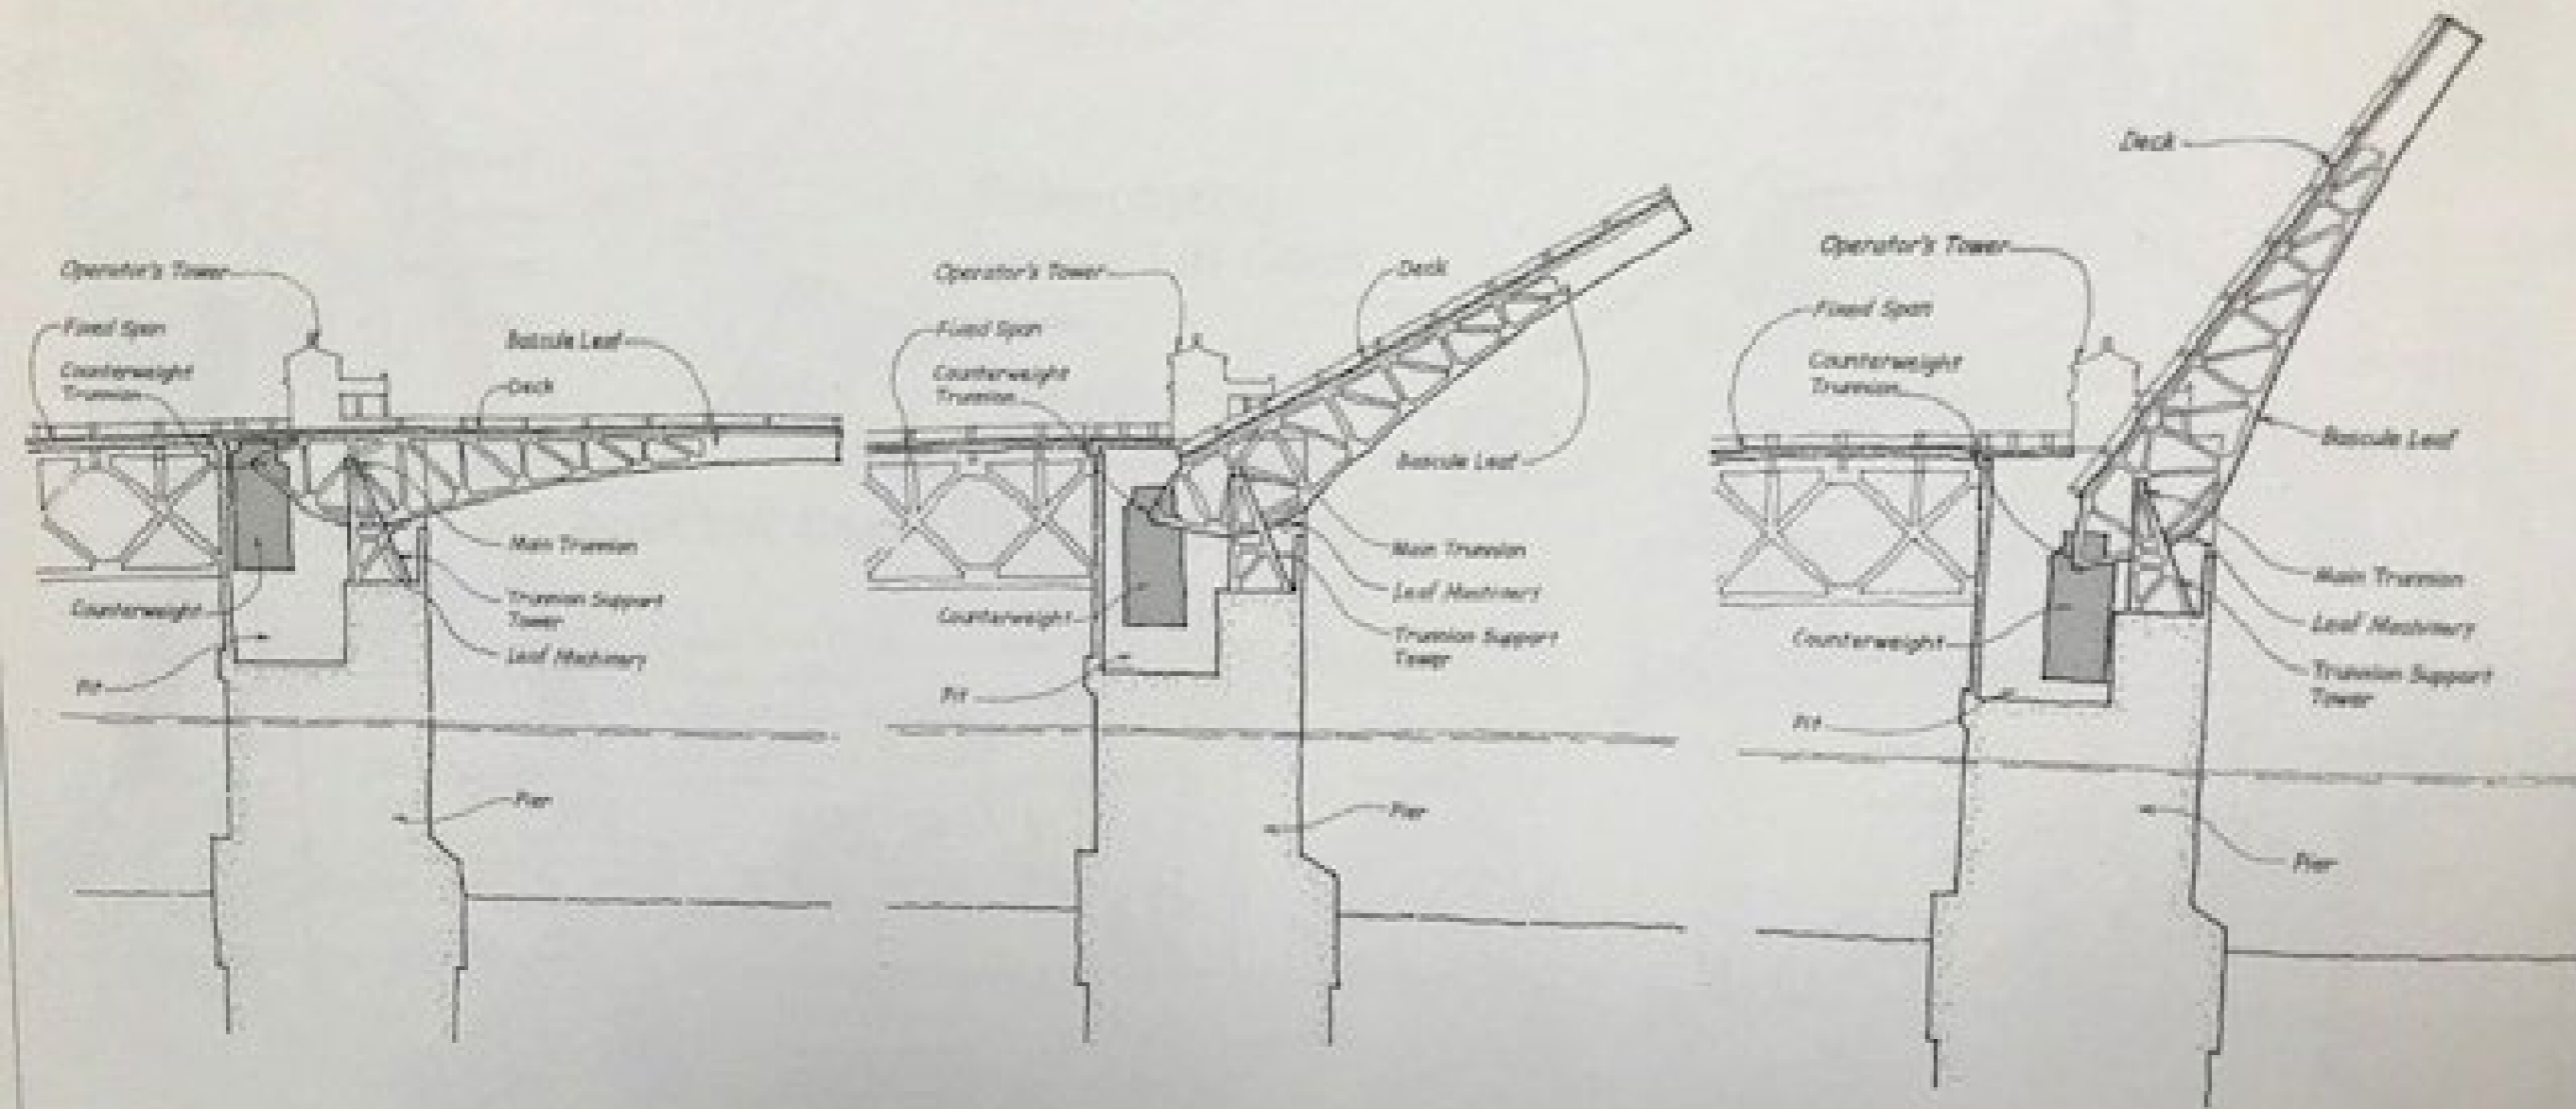 Operator's Tower
Fixed Span
Counterweight
Trunnion
Bascule Leaf
Deck
Main Trunnion
Trunnion Support
Tower
Leaf Machinery
Counterweight
Pit
Pier
Operator's Tower
Fixed Span
Counterweight
Trunnion
Deck
Bascule Leaf
Main Trunnion
Leaf Machinery
Trunnion Support
Tower
Counterweight
Pit
Pier
Deck
Operator's Tower
Fixed Span
Counterweight
Trunnion
Bascule Leaf
Main Trunnion
Leaf Machinery
Trunnion Support
Tower
Counterweight
Pit
Pier